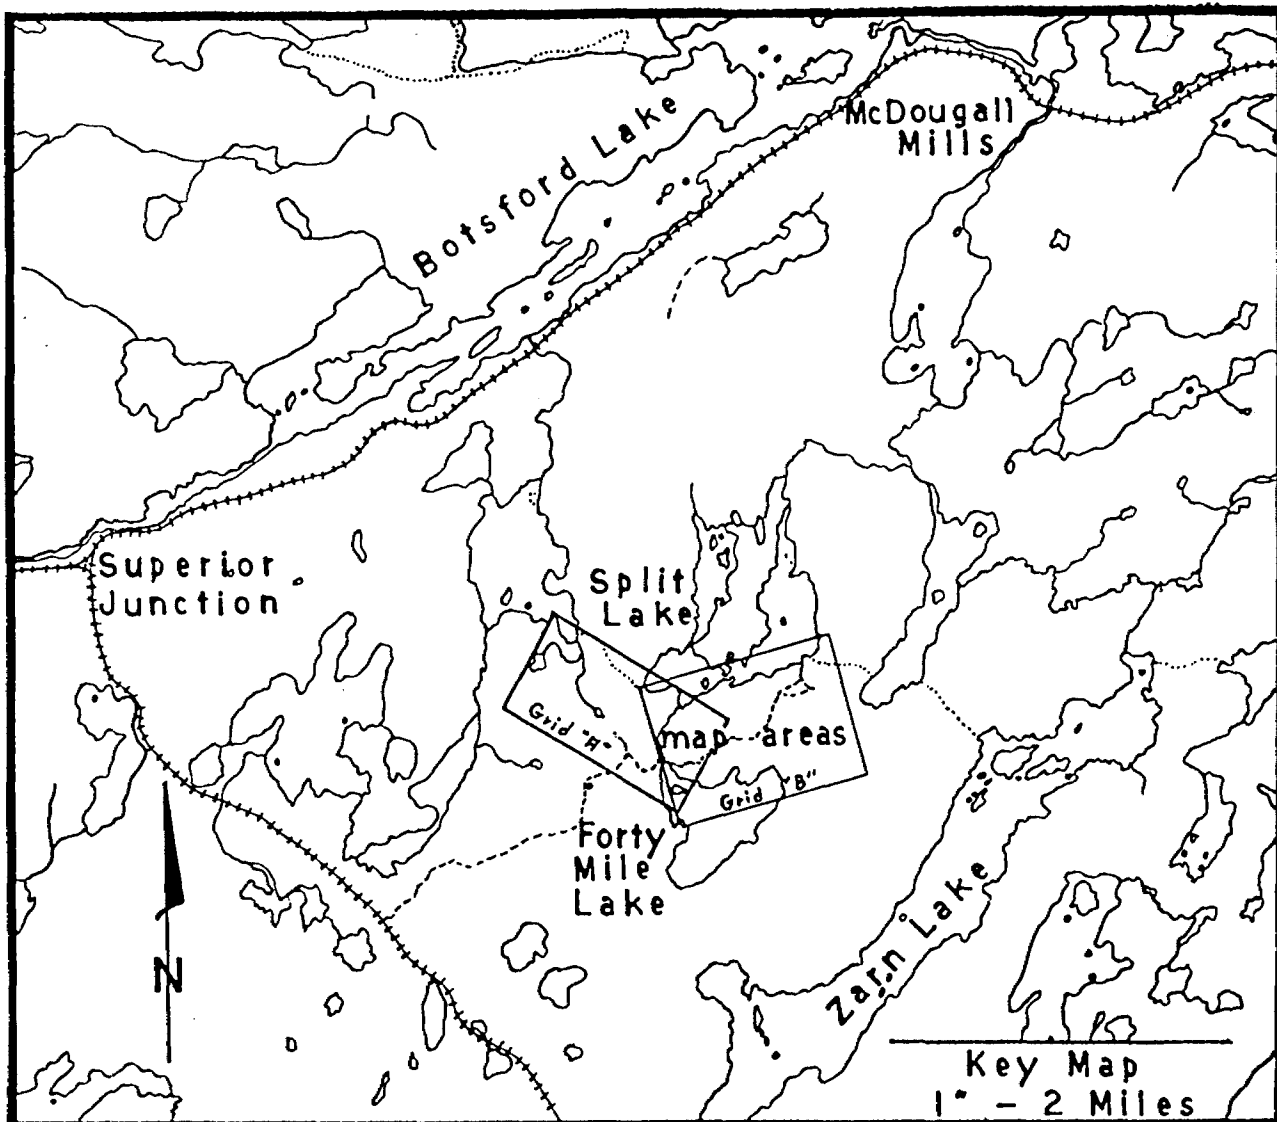 McDougall
Mills
Botsford Lake
Superior
Junction
Split
Lake
Grid "A"
map areas
Grid "B"
Forty
Mile
Lake
Zarn Lake
N
Key Map
1" - 2 Miles